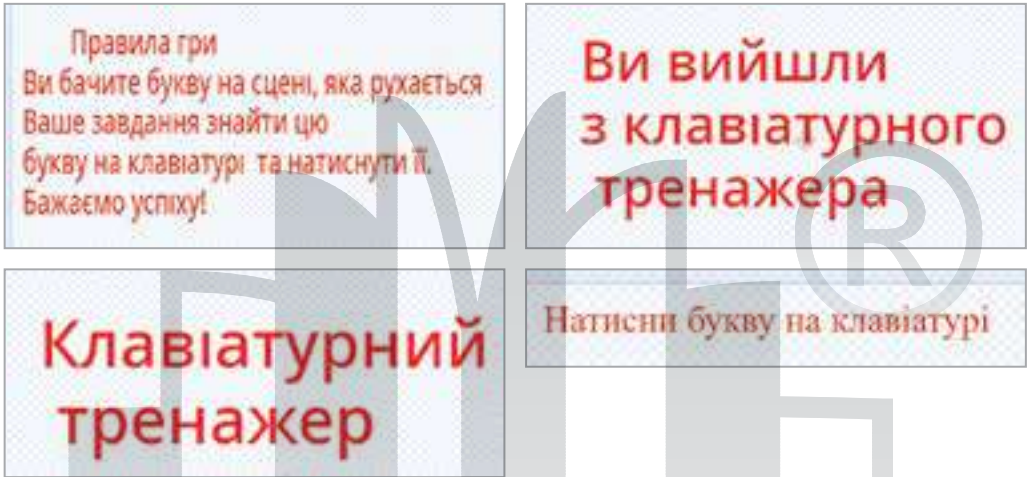 Правила гри
Ви бачите букву на сцені, яка рухається
Ваше завдання знайти цю
букву на клавіатурі та натиснути її.
Бажаємо успіху!
Ви вийшли
з клавіатурного
тренажера
Клавіатурний
тренажер
Натисни букву на клавіатурі
®